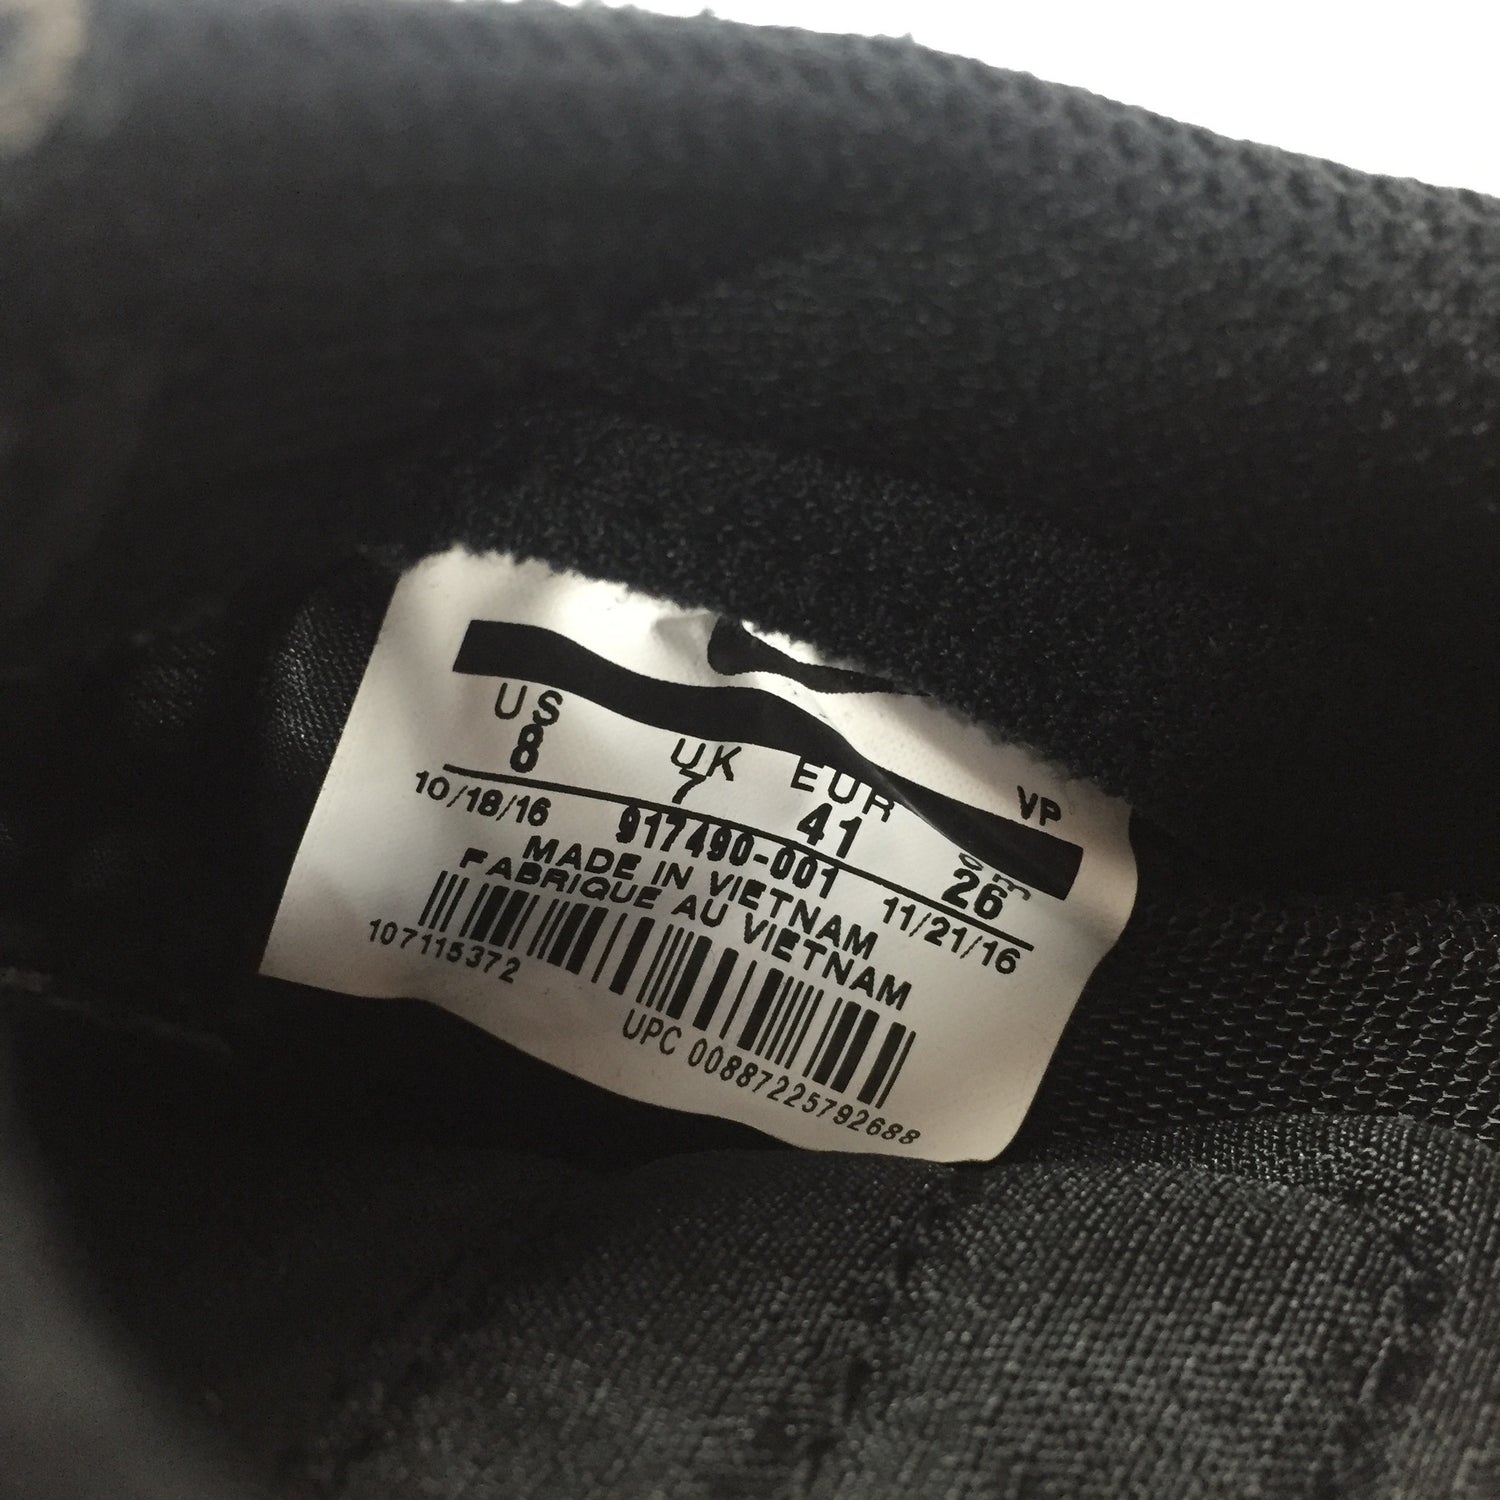 VP
US UK EUR cm
8 7 41 26
10/18/16 917490-001 11/21/16
MADE IN VIETNAM
FABRIQUE AU VIETNAM
107115372
UPC 00887225792688